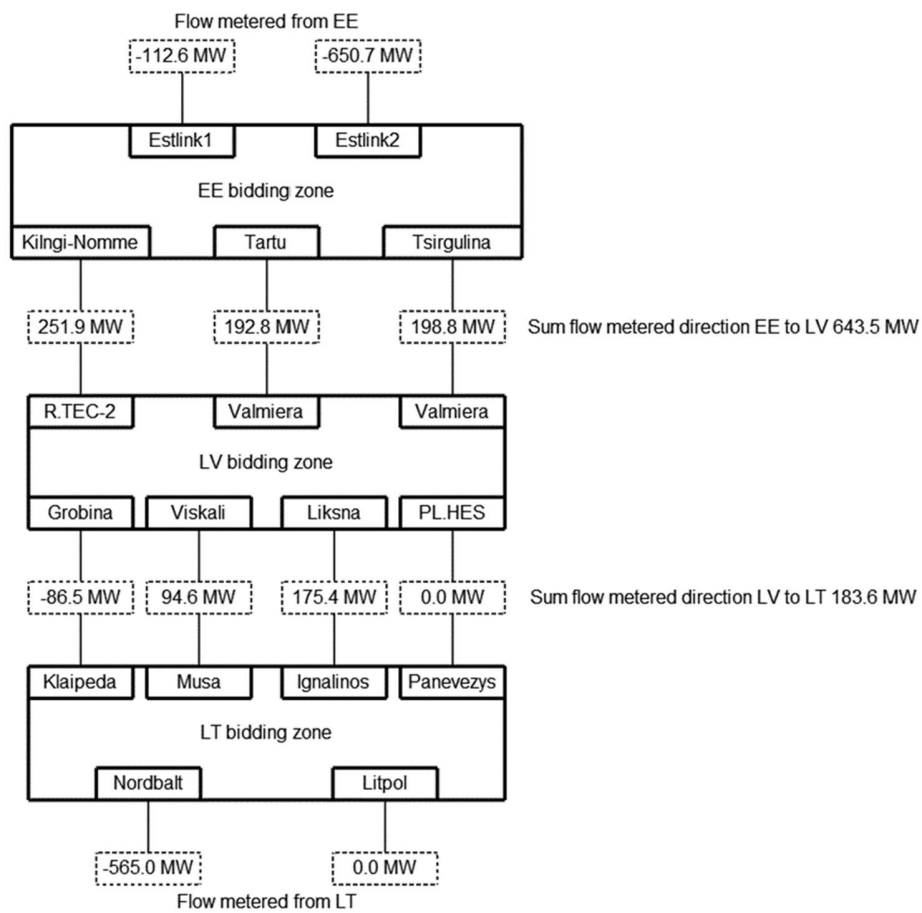 Flow metered from EE
-112.6 MW -650.7 MW
Estlink1 Estlink2
EE bidding zone
Kilngi-Nomme Tartu Tsirgulina
251.9 MW 192.8 MW 198.8 MW Sum flow metered direction EE to LV 643.5 MW
R.TEC-2 Valmiera Valmiera
LV bidding zone
Grobina Viskali Liksna PL.HES
-86.5 MW 94.6 MW 175.4 MW 0.0 MW Sum flow metered direction LV to LT 183.6 MW
Klaipeda Musa Ignalinos Panevezys
LT bidding zone
Nordbalt Litpol
-565.0 MW 0.0 MW
Flow metered from LT